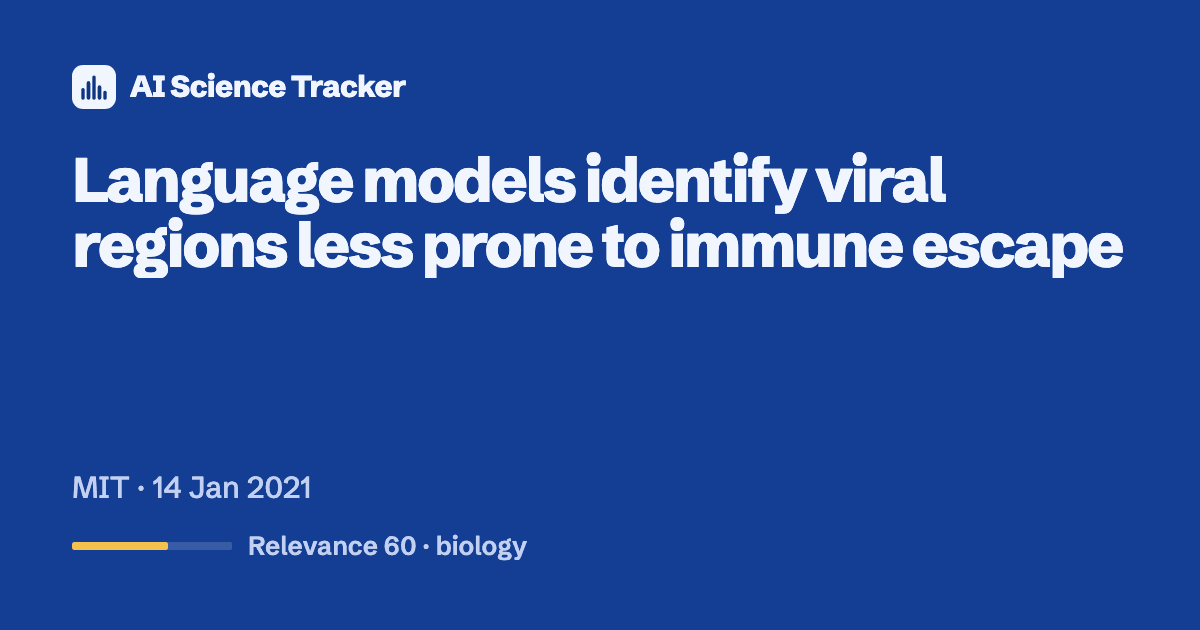 AI Science Tracker
Language models identify viral
regions less prone to immune escape
MIT · 14 Jan 2021
Relevance 60 · biology